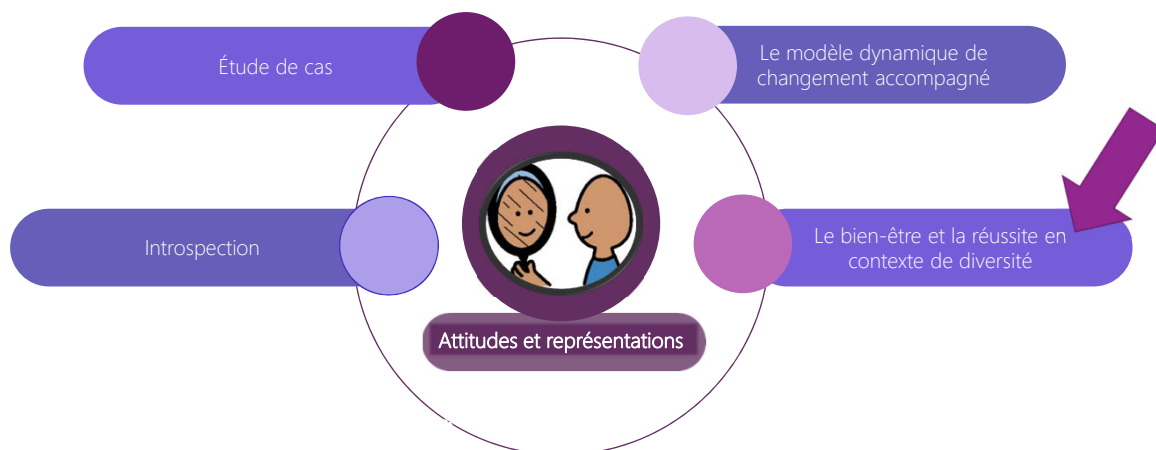 Étude de cas
Le modèle dynamique de
changement accompagné
Introspection
Le bien-être et la réussite en
contexte de diversité
Attitudes et représentations